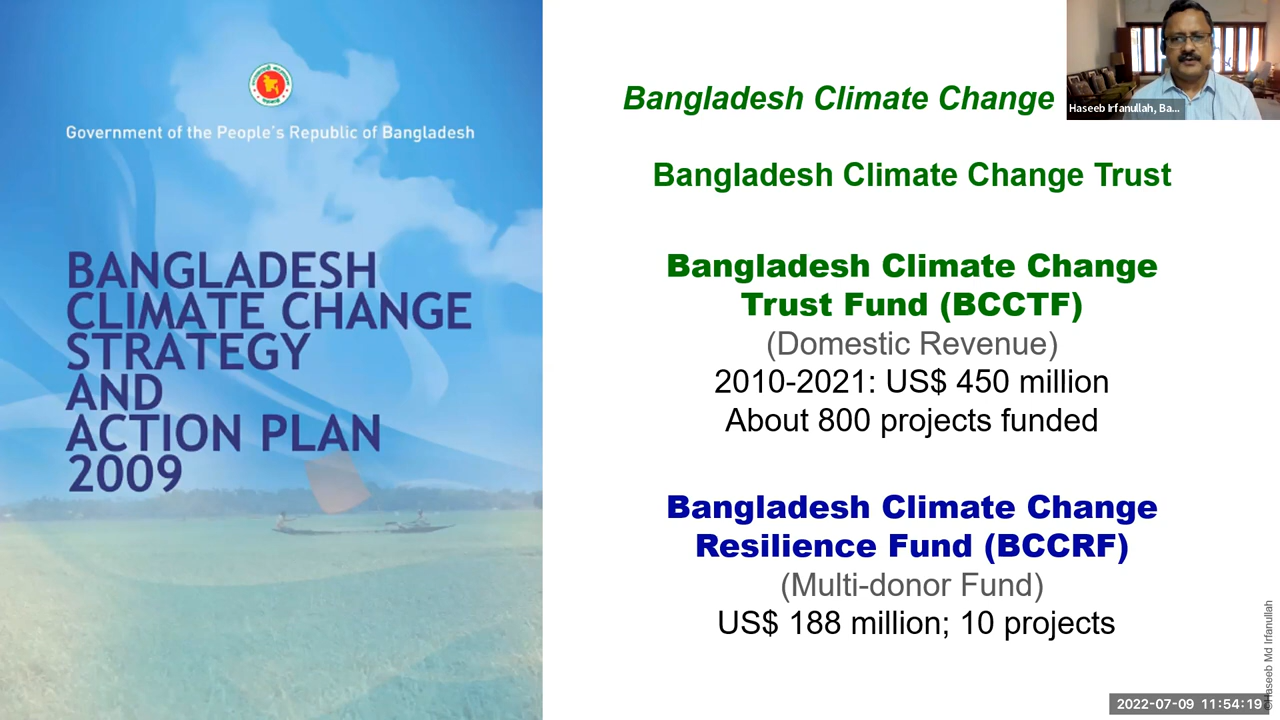 Government of the People's Republic of Bangladesh
BANGLADESH
CLIMATE CHANGE
STRATEGY
AND
ACTION PLAN
2009
Bangladesh Climate Change
Bangladesh Climate Change Trust
Bangladesh Climate Change
Trust Fund (BCCTF)
(Domestic Revenue)
2010-2021: US$ 450 million
About 800 projects funded
Bangladesh Climate Change
Resilience Fund (BCCRF)
(Multi-donor Fund)
US$ 188 million; 10 projects
Haseeb Irfanullah, Ba...
©Haseeb Md Irfanullah
2022-07-09 11:54:19